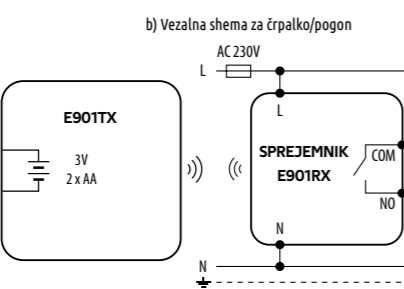 b) Vezalna shema za črpalko/pogon
AC 230V
L
E901TX
3V
2 x AA
L
SPREJEMNIK
E901RX
COM
NO
N
N